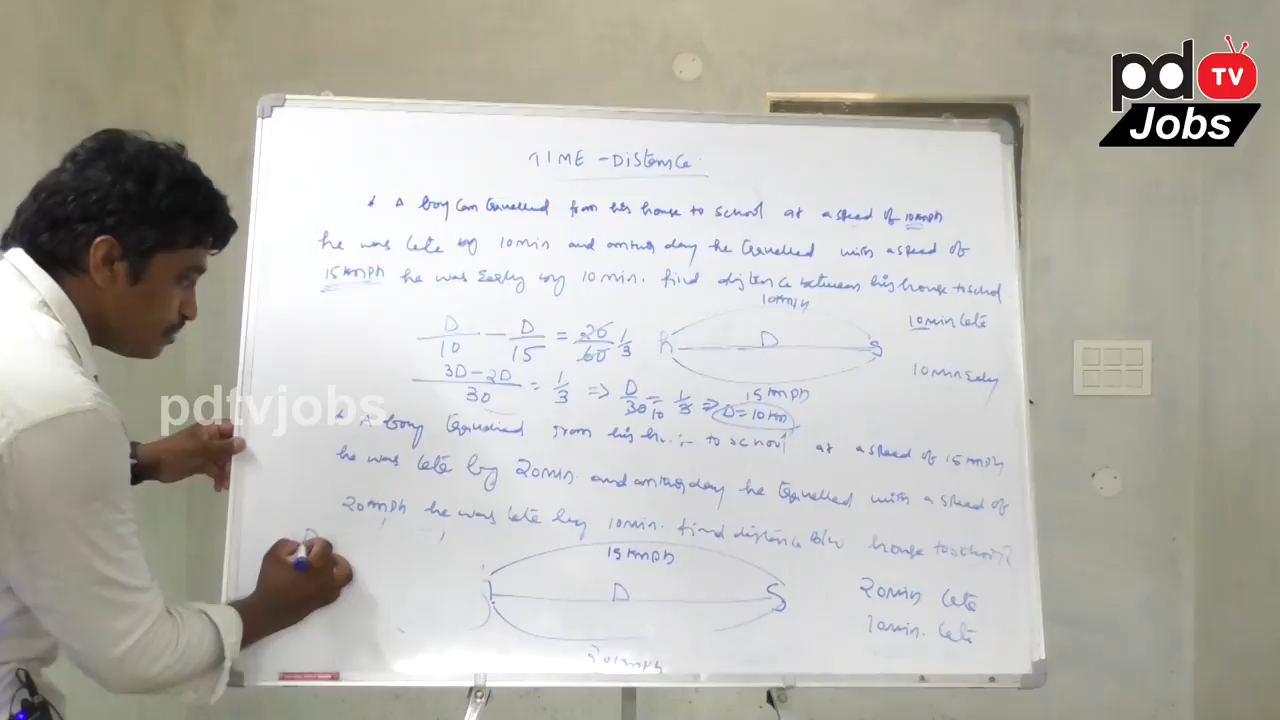 pd TV
Jobs
TIME - Distance
A boy can travelled from his house to school at a speed of 10kmph
he was late by 10min and another day he travelled with a speed of
15kmph he was early by 10min. find distance between his house to school
10kmph
10min late
D/10 - D/15 = 20/60 1/3
h D S
10min early
3D-2D/30 = 1/3 => D/30 10 = 1/3 => D=10km
15kmph
pdtvjobs
A boy travelled from his h to school at a speed of 15kmph
he was late by 20min. and another day he travelled with a speed of
20kmph he was late by 10min. find distance b/w house to school?
15kmph
D S
20min late
10min. late
20kmph
D